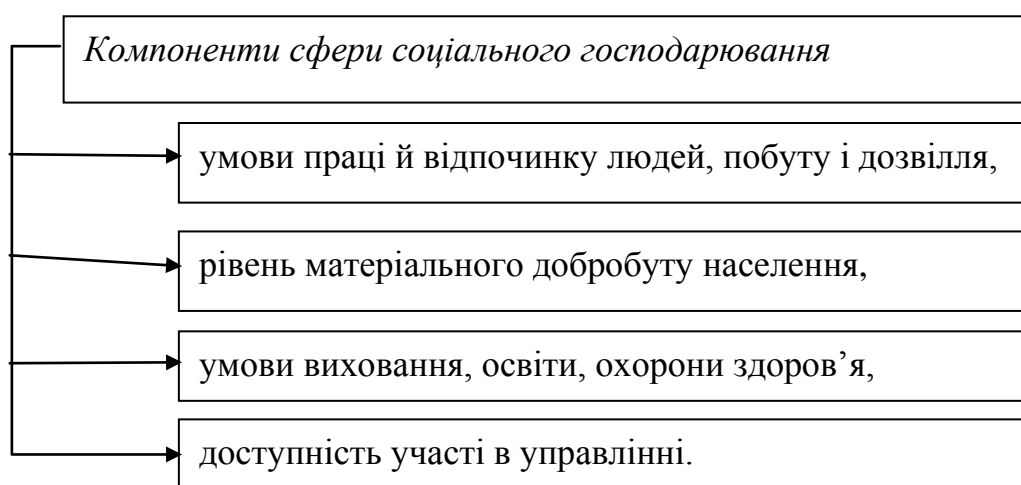 Компоненти сфери соціального господарювання
умови праці й відпочинку людей, побуту і дозвілля,
рівень матеріального добробуту населення,
умови виховання, освіти, охорони здоров’я,
доступність участі в управлінні.